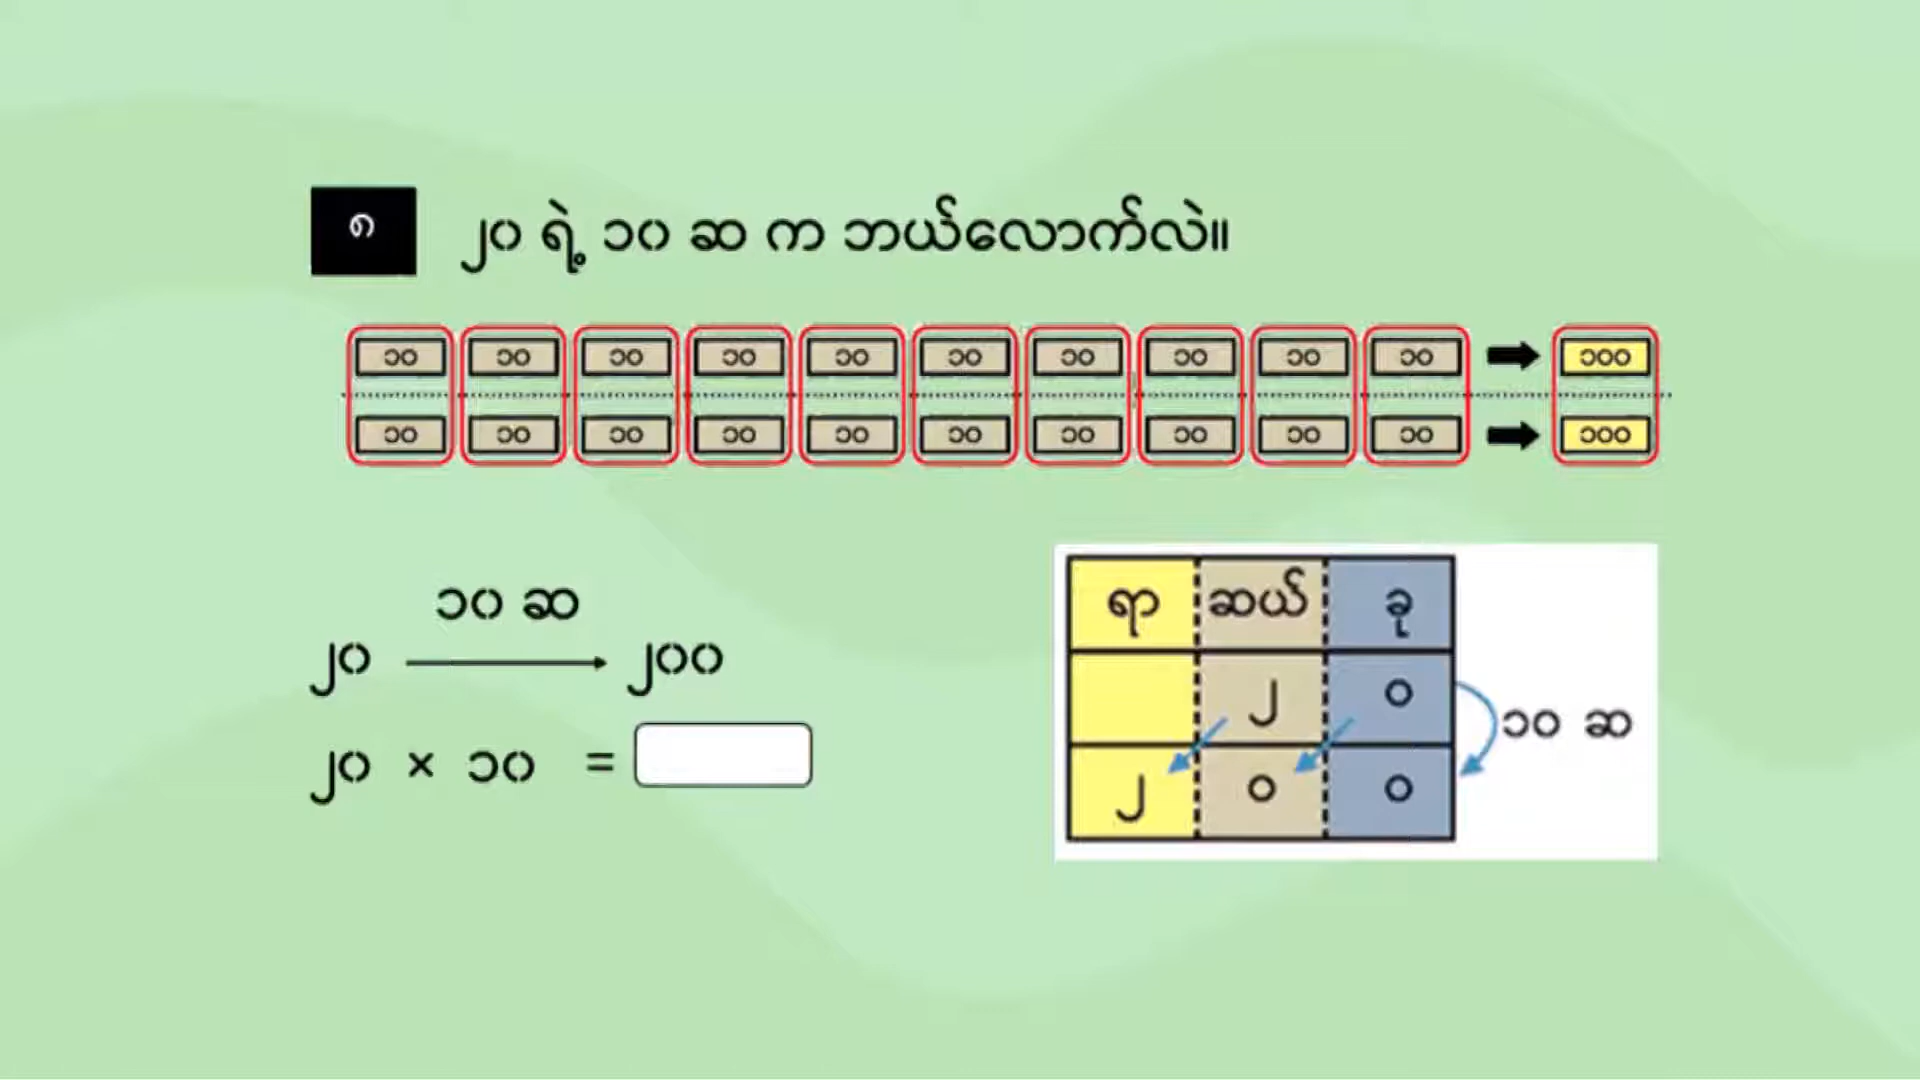 ၈ ၂၀ ရဲ့ ၁၀ ဆ က ဘယ်လောက်လဲ။
၁၀ ၁၀ ၁၀ ၁၀ ၁၀ ၁၀ ၁၀ ၁၀ ၁၀ ၁၀ ၁၀၀
၁၀ ၁၀ ၁၀ ၁၀ ၁၀ ၁၀ ၁၀ ၁၀ ၁၀ ၁၀ ၁၀၀
၁၀ ဆ
၂၀ ၂၀၀
၂၀ × ၁၀ =
ရာ ဆယ် ခု
၂ ၀
၁၀ ဆ
၂ ၀ ၀